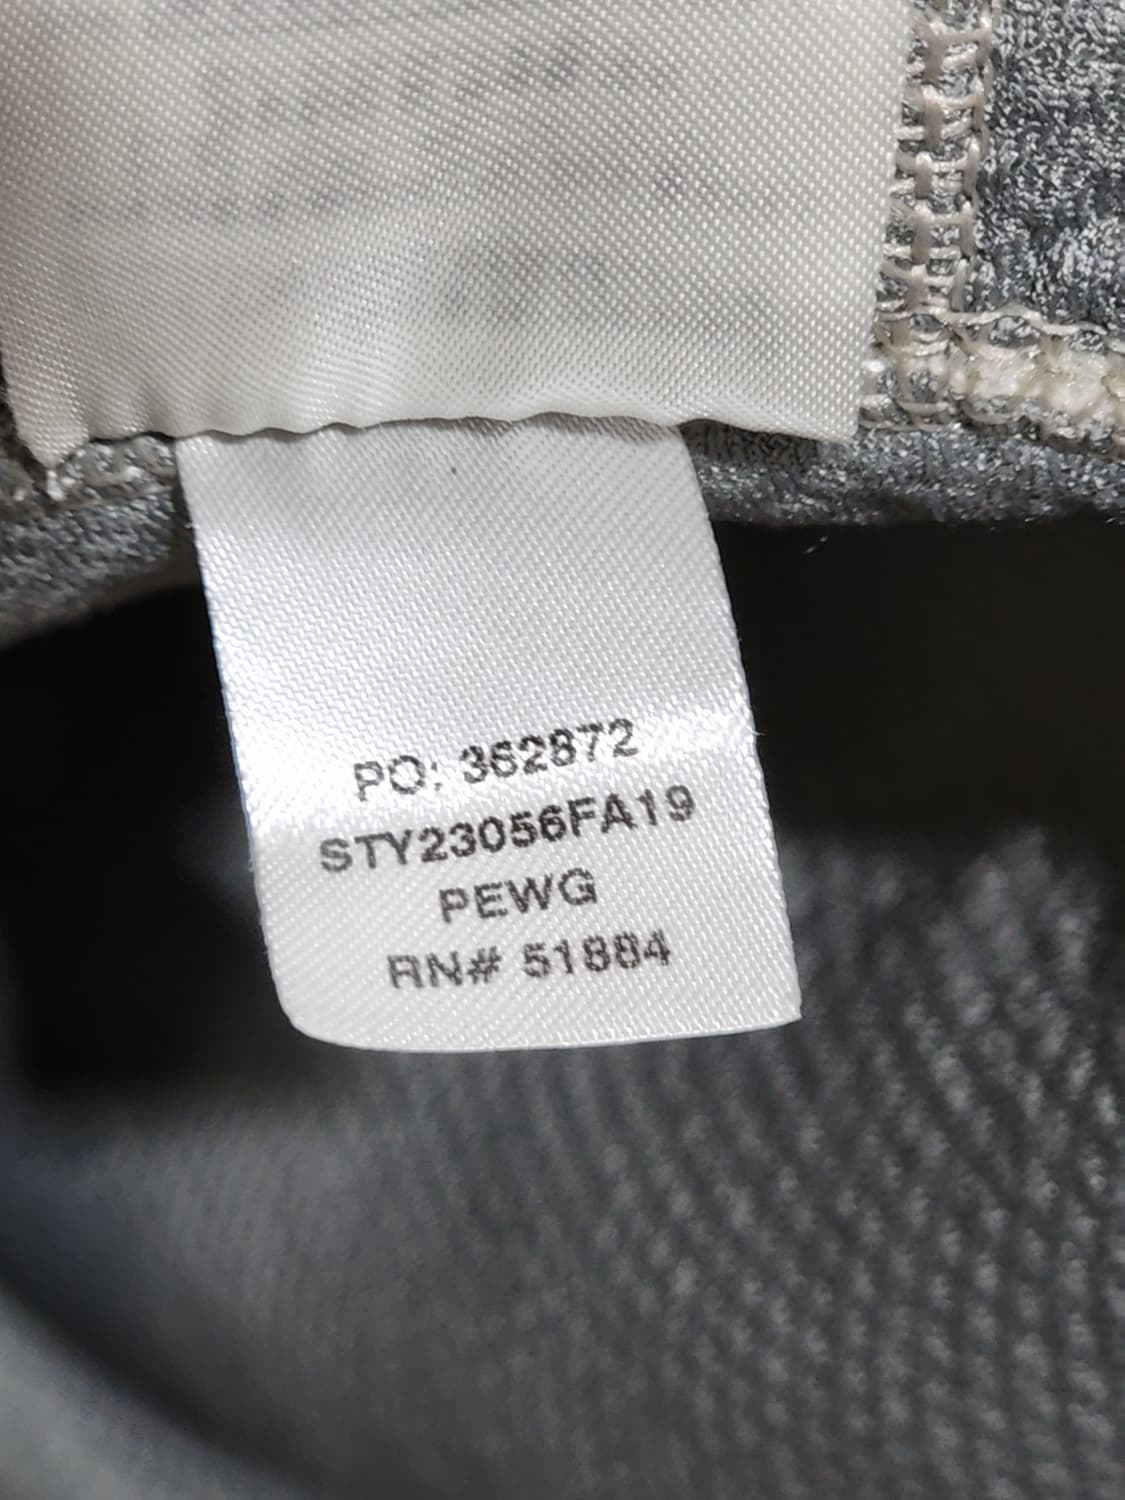 PO: 362872
STY23056FA19
PEWG
RN# 51884